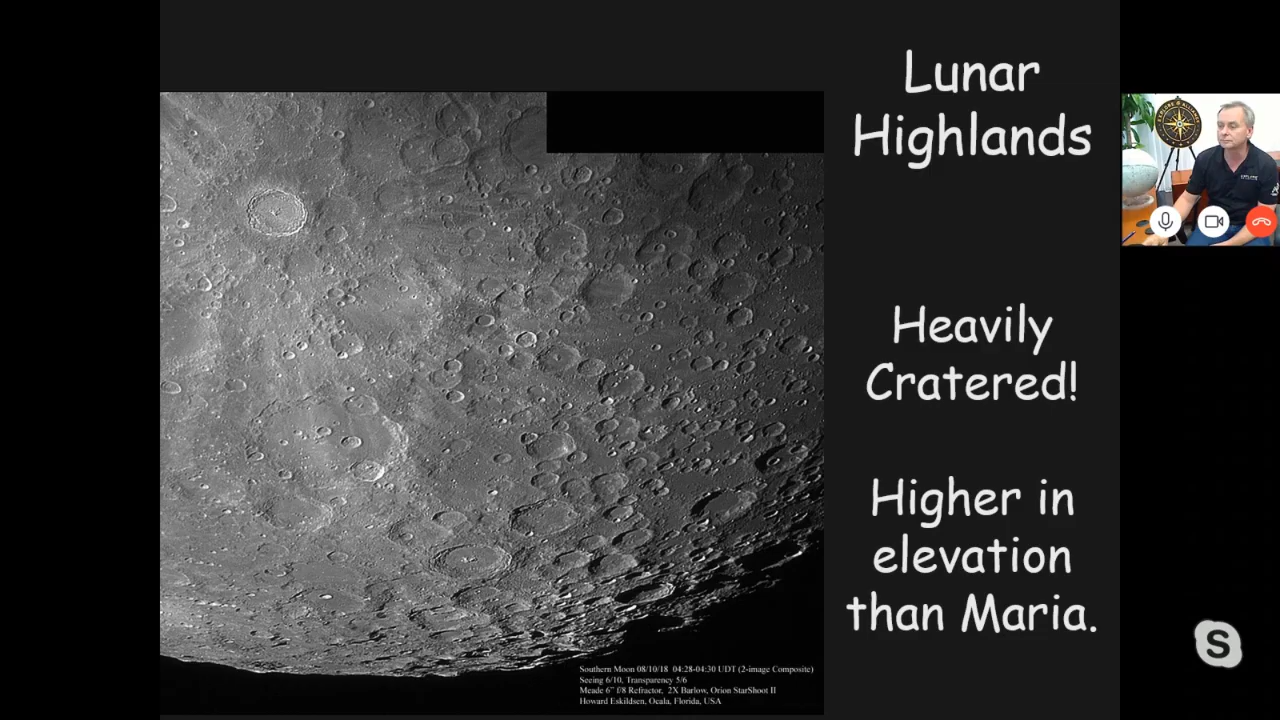 Lunar
Highlands
Heavily
Cratered!
Higher in
elevation
than Maria.
Southern Moon 08/10/18 04:28-04:30 UDT (2-image Composite)
Seeing 6/10, Transparency 5/6
Meade 6" f/8 Refractor, 2X Barlow, Orion StarShoot II
Howard Eskildsen, Ocala, Florida, USA
S